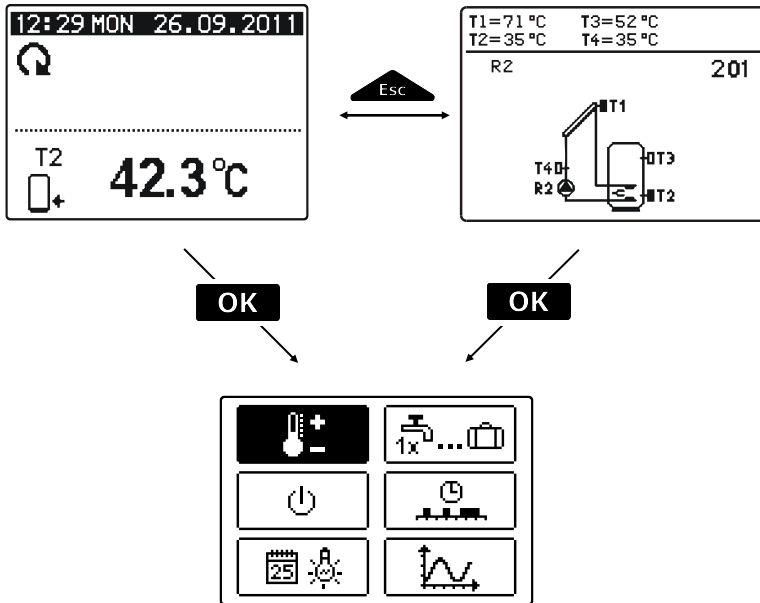 12:29 MON 26.09.2011
T2
42.3°C
Esc
T1=71°C T3=52°C
T2=35°C T4=35°C
R2 201
T1
T3
T4
R2
T2
OK
OK
1x ...
25